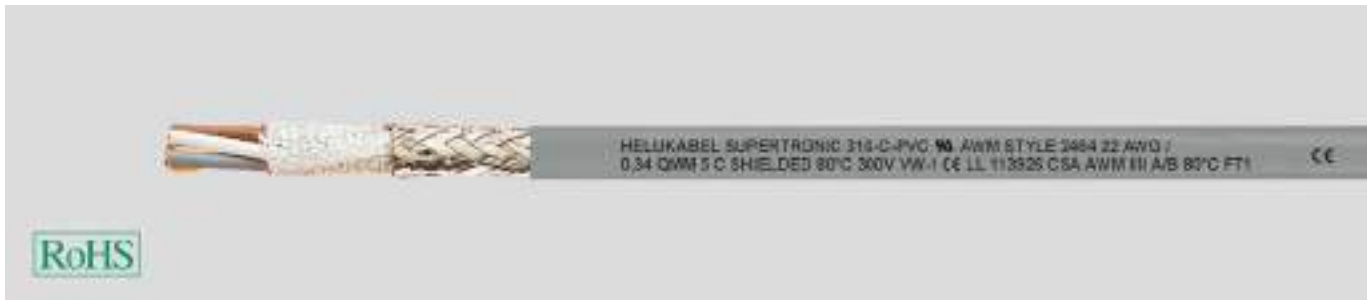 HELUKABEL SUPERTRONIC 310-C-PVC AWM STYLE 2464 22 AWG /
0,34 QMM 5 C SHIELDED 80°C 300V VW-1 CE LL 113926 CSA AWM I/II A/B 80°C FT1
CE
RoHS